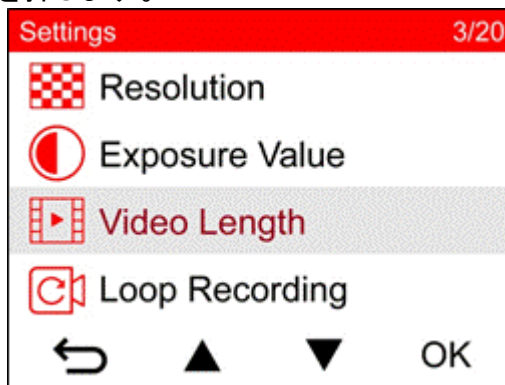 Settings 3/20
Resolution
Exposure Value
Video Length
Loop Recording
OK